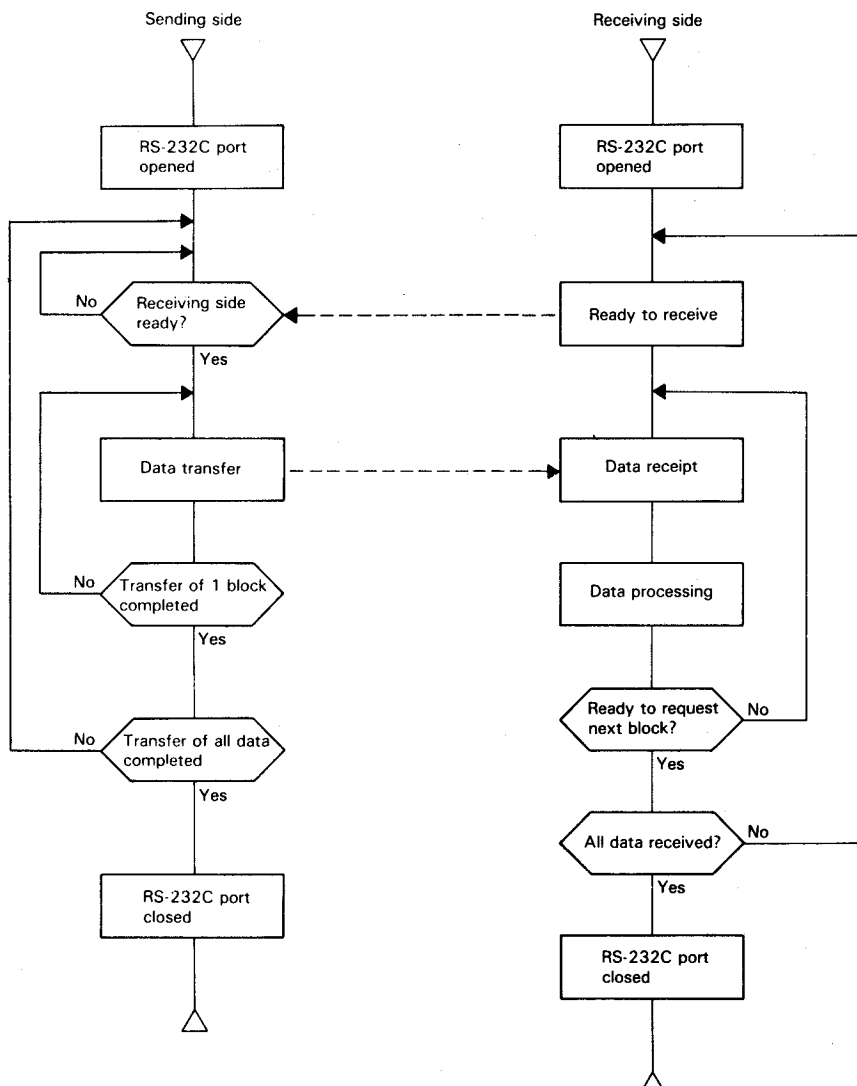 Sending side
RS-232C port
opened
No
Receiving side
ready?
Yes
Data transfer
No
Transfer of 1 block
completed
Yes
No
Transfer of all data
completed
Yes
RS-232C port
closed
Receiving side
RS-232C port
opened
Ready to receive
Data receipt
Data processing
Ready to request
next block?
No
Yes
All data received?
No
Yes
RS-232C port
closed